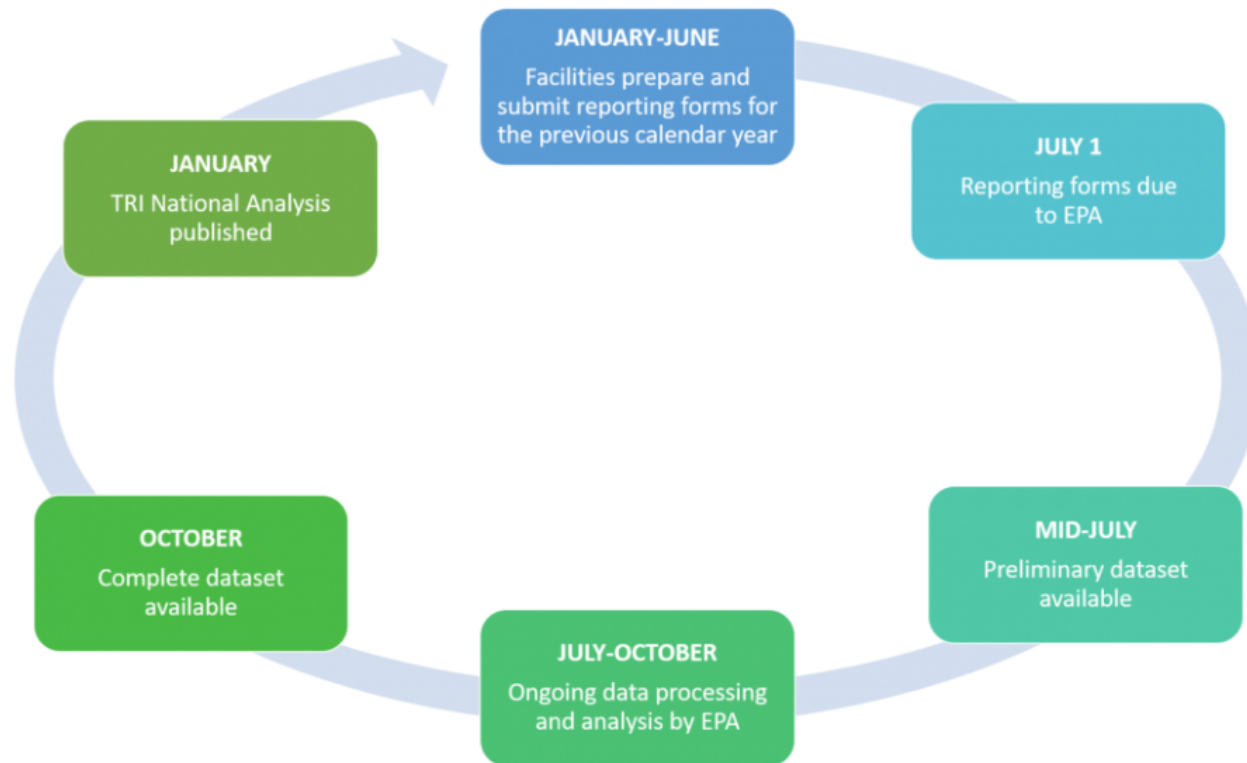 JANUARY-JUNE
Facilities prepare and
submit reporting forms for
the previous calendar year
JULY 1
Reporting forms due
to EPA
MID-JULY
Preliminary dataset
available
JULY-OCTOBER
Ongoing data processing
and analysis by EPA
OCTOBER
Complete dataset
available
JANUARY
TRI National Analysis
published